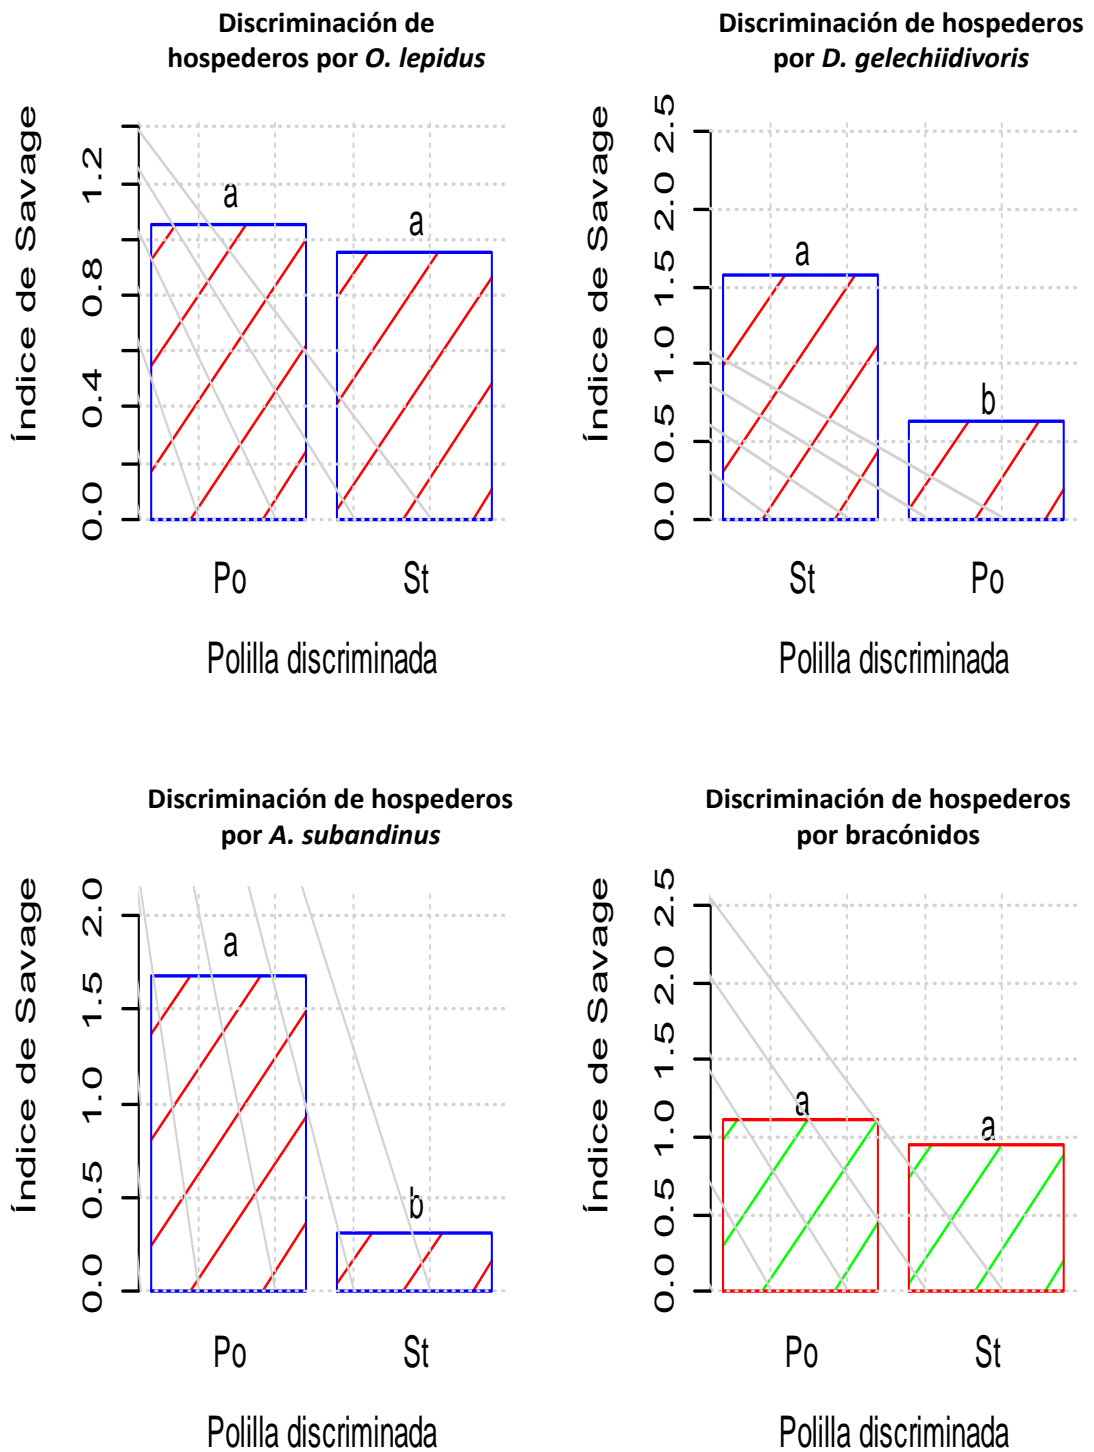 Discriminación de
hospederos por O. lepidus
Índice de Savage
0.0 0.4 0.8 1.2
a
a
Po St
Polilla discriminada
Discriminación de hospederos
por D. gelechiidivoris
Índice de Savage
0.0 0.5 1.0 1.5 2.0 2.5
a
b
St Po
Polilla discriminada
Discriminación de hospederos
por A. subandinus
Índice de Savage
0.0 0.5 1.0 1.5 2.0
a
b
Po St
Polilla discriminada
Discriminación de hospederos
por bracónidos
Índice de Savage
0.0 0.5 1.0 1.5 2.0 2.5
a
a
Po St
Polilla discriminada